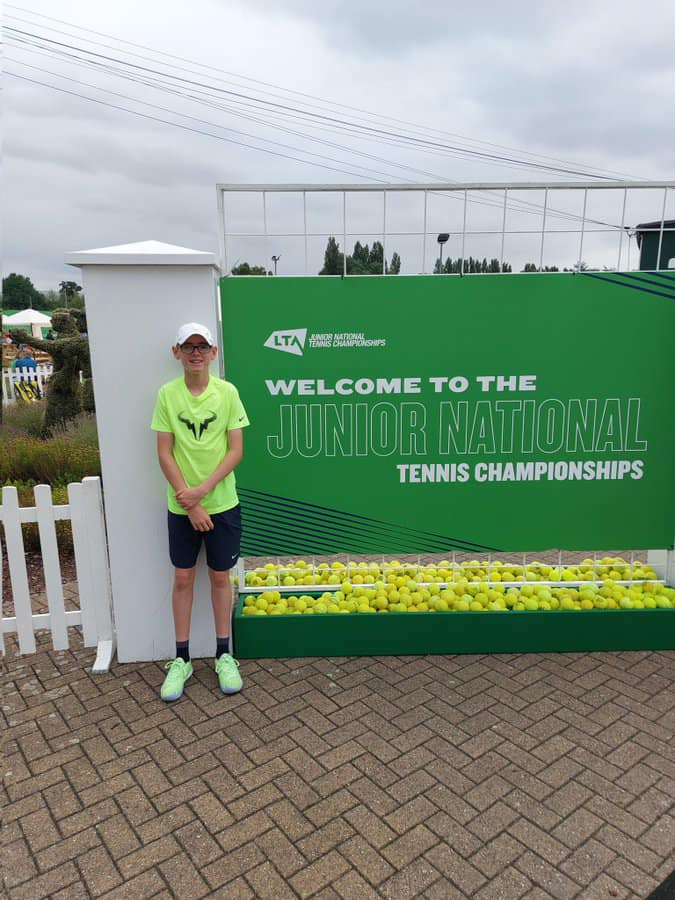 LTA JUNIOR NATIONAL
TENNIS CHAMPIONSHIPS
WELCOME TO THE
JUNIOR NATIONAL
TENNIS CHAMPIONSHIPS